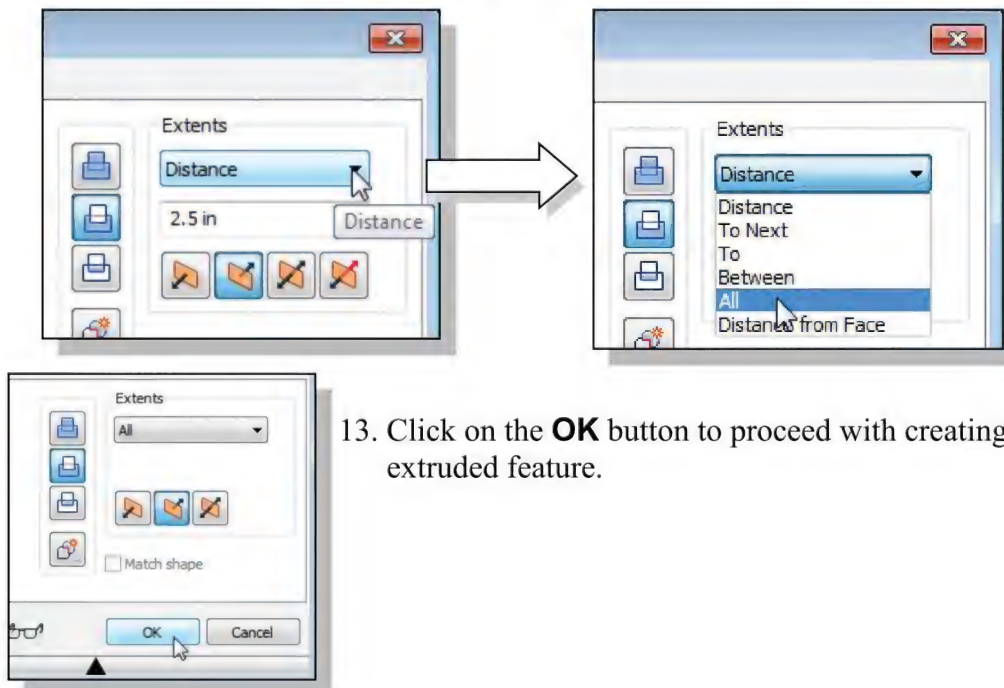 Extents
Distance
2.5 in
Distance
Extents
Distance
Distance
To Next
To
Between
All
Distance from Face
Extents
All
Match shape
OK
Cancel
13. Click on the OK button to proceed with creating
extruded feature.